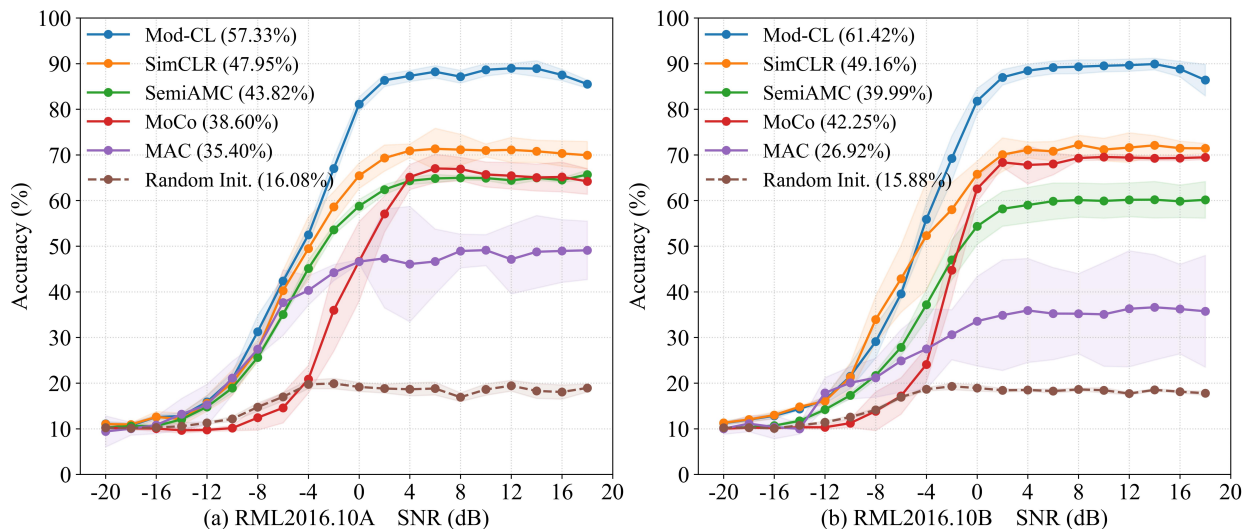 100
90
80
70
60
50
40
30
20
10
0
Accuracy (%)
Mod-CL (57.33%)
SimCLR (47.95%)
SemiAMC (43.82%)
MoCo (38.60%)
MAC (35.40%)
Random Init. (16.08%)
-20 -16 -12 -8 -4 0 4 8 12 16 20
(a) RML2016.10A SNR (dB)
100
90
80
70
60
50
40
30
20
10
0
Accuracy (%)
Mod-CL (61.42%)
SimCLR (49.16%)
SemiAMC (39.99%)
MoCo (42.25%)
MAC (26.92%)
Random Init. (15.88%)
-20 -16 -12 -8 -4 0 4 8 12 16 20
(b) RML2016.10B SNR (dB)